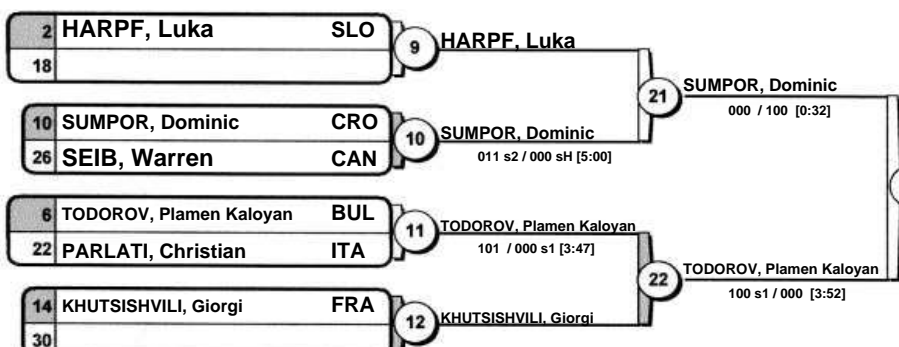 2 HARPF, Luka SLO
18
9 HARPF, Luka
10 SUMPOR, Dominic CRO
26 SEIB, Warren CAN
10 SUMPOR, Dominic
011 s2 / 000 sH [5:00]
21 SUMPOR, Dominic
000 / 100 [0:32]
6 TODOROV, Plamen Kaloyan BUL
22 PARLATI, Christian ITA
11 TODOROV, Plamen Kaloyan
101 / 000 s1 [3:47]
14 KHUTSISHVILI, Giorgi FRA
30
12 KHUTSISHVILI, Giorgi
22 TODOROV, Plamen Kaloyan
100 s1 / 000 [3:52]